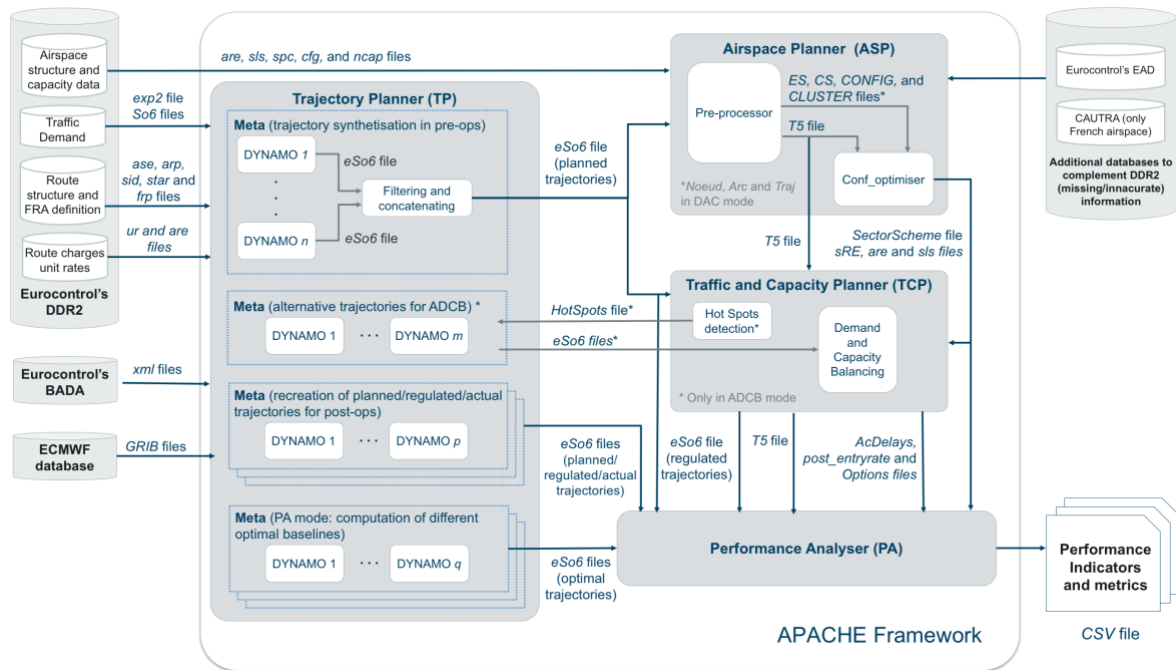 Airspace
structure and
capacity data
Traffic
Demand
Route
structure and
FRA definition
Route charges
unit rates
Eurocontrol's
DDR2
Eurocontrol's
BADA
ECMWF
database
are, sls, spc, cfg, and ncap files
exp2 file
So6 files
ase, arp,
sid, star and
frp files
ur and are
files
xml files
GRIB files
Trajectory Planner (TP)
Meta (trajectory synthetisation in pre-ops)
DYNAMO 1
eSo6 file
Filtering and
concatenating
DYNAMO n
eSo6 file
Meta (alternative trajectories for ADCB) *
DYNAMO 1 · · · DYNAMO m
Meta (recreation of planned/regulated/actual
trajectories for post-ops)
DYNAMO 1 · · · DYNAMO p
Meta (PA mode: computation of different
optimal baselines)
DYNAMO 1 · · · DYNAMO q
eSo6 file
(planned
trajectories)
HotSpots file*
eSo6 files*
eSo6 files
(planned/
regulated/actual
trajectories)
eSo6 files
(optimal
trajectories)
Airspace Planner (ASP)
Pre-processor
ES, CS, CONFIG, and
CLUSTER files*
T5 file
Conf_optimiser
*Noeud, Arc and Traj
in DAC mode
T5 file
SectorScheme file
sRE, are and sls files
Traffic and Capacity Planner (TCP)
Hot Spots
detection*
Demand
and
Capacity
Balancing
* Only in ADCB mode
eSo6 file
(regulated
trajectories)
T5 file
AcDelays,
post_entryrate and
Options files
Performance Analyser (PA)
APACHE Framework
Eurocontrol's EAD
CAUTRA (only
French airspace)
Additional databases to
complement DDR2
(missing/innacurate)
information
Performance
Indicators
and metrics
CSV file